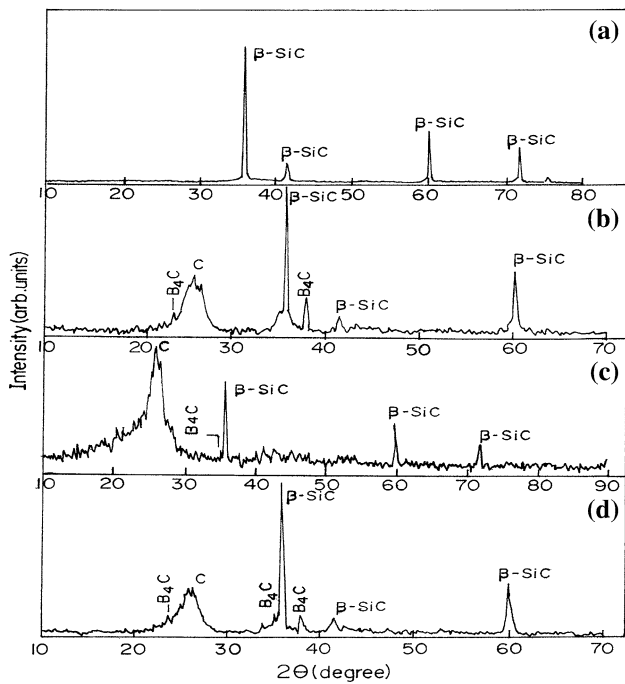 (a)
β-SiC
β-SiC
β-SiC
β-SiC
10 20 30 40 50 60 70 80
(b)
β-SiC
B4C
C
B4C
β-SiC
β-SiC
10 20 30 40 50 60 70
(c)
C
B4C
β-SiC
β-SiC
β-SiC
10 20 30 40 50 60 70 80 90
(d)
β-SiC
B4C
C
B4C
B4C
β-SiC
β-SiC
10 20 30 40 50 60 70
2Θ (degree)
Intensity (arb.units)